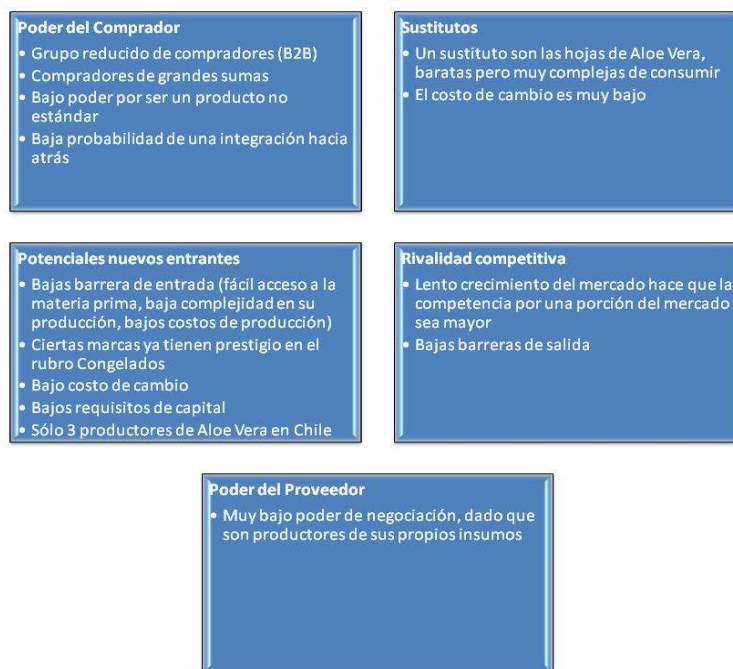 Poder del Comprador
• Grupo reducido de compradores (B2B)
• Compradores de grandes sumas
• Bajo poder por ser un producto no
estándar
• Baja probabilidad de una integración hacia
atrás
Sustitutos
• Un sustituto son las hojas de Aloe Vera,
baratas pero muy complejas de consumir
• El costo de cambio es muy bajo
Potenciales nuevos entrantes
• Bajas barrera de entrada (fácil acceso a la
materia prima, baja complejidad en su
producción, bajos costos de producción)
• Ciertas marcas ya tienen prestigio en el
rubro Congelados
• Bajo costo de cambio
• Bajos requisitos de capital
• Sólo 3 productores de Aloe Vera en Chile
Rivalidad competitiva
• Lento crecimiento del mercado hace que la
competencia por una porción del mercado
sea mayor
• Bajas barreras de salida
Poder del Proveedor
• Muy bajo poder de negociación, dado que
son productores de sus propios insumos